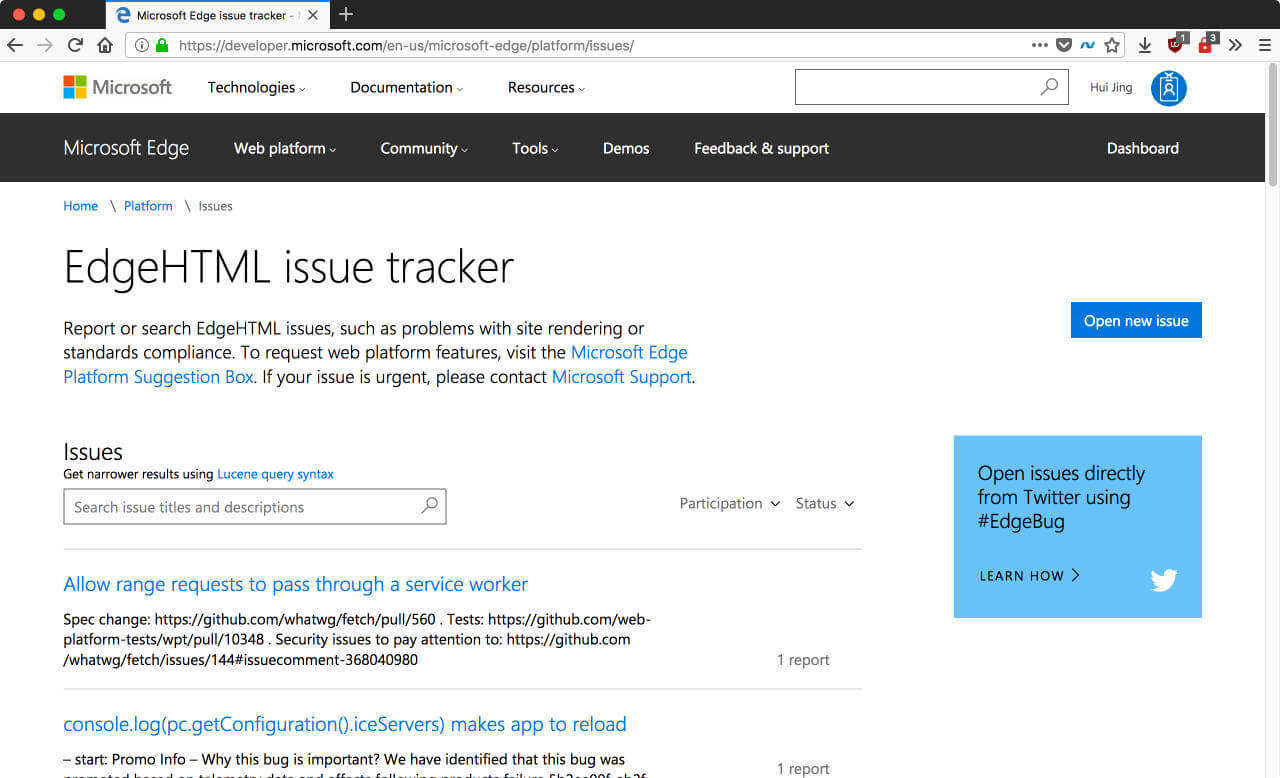 Microsoft Edge issue tracker -
https://developer.microsoft.com/en-us/microsoft-edge/platform/issues/
1
3
Microsoft
Technologies
Documentation
Resources
Hui Jing
Microsoft Edge
Web platform
Community
Tools
Demos
Feedback & support
Dashboard
Home \ Platform \ Issues
EdgeHTML issue tracker
Report or search EdgeHTML issues, such as problems with site rendering or
standards compliance. To request web platform features, visit the Microsoft Edge
Platform Suggestion Box. If your issue is urgent, please contact Microsoft Support.
Open new issue
Issues
Get narrower results using Lucene query syntax
Search issue titles and descriptions
Participation
Status
Open issues directly
from Twitter using
#EdgeBug
LEARN HOW
Allow range requests to pass through a service worker
Spec change: https://github.com/whatwg/fetch/pull/560 . Tests: https://github.com/web-
platform-tests/wpt/pull/10348 . Security issues to pay attention to: https://github.com
/whatwg/fetch/issues/144#issuecomment-368040980
1 report
console.log(pc.getConfiguration().iceServers) makes app to reload
– start: Promo Info – Why this bug is important? We have identified that this bug was
1 report